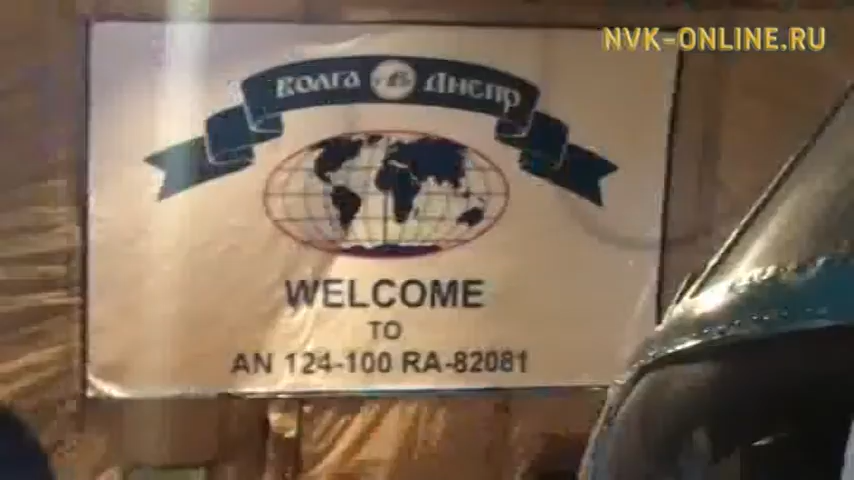 NVK-ONLINE.RU
ВОЛГА ДНЕПР
WELCOME
TO
AN 124-100 RA-82081